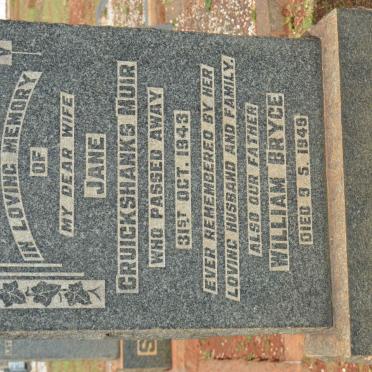 IN LOVING MEMORY
OF
MY DEAR WIFE
JANE
CRUICKSHANKS MUIR
WHO PASSED AWAY
31ST OCT. 1943
EVER REMEMBERED BY HER
LOVING HUSBAND AND FAMILY.
ALSO OUR FATHER
WILLIAM BRYCE
DIED 3. 5. 1949